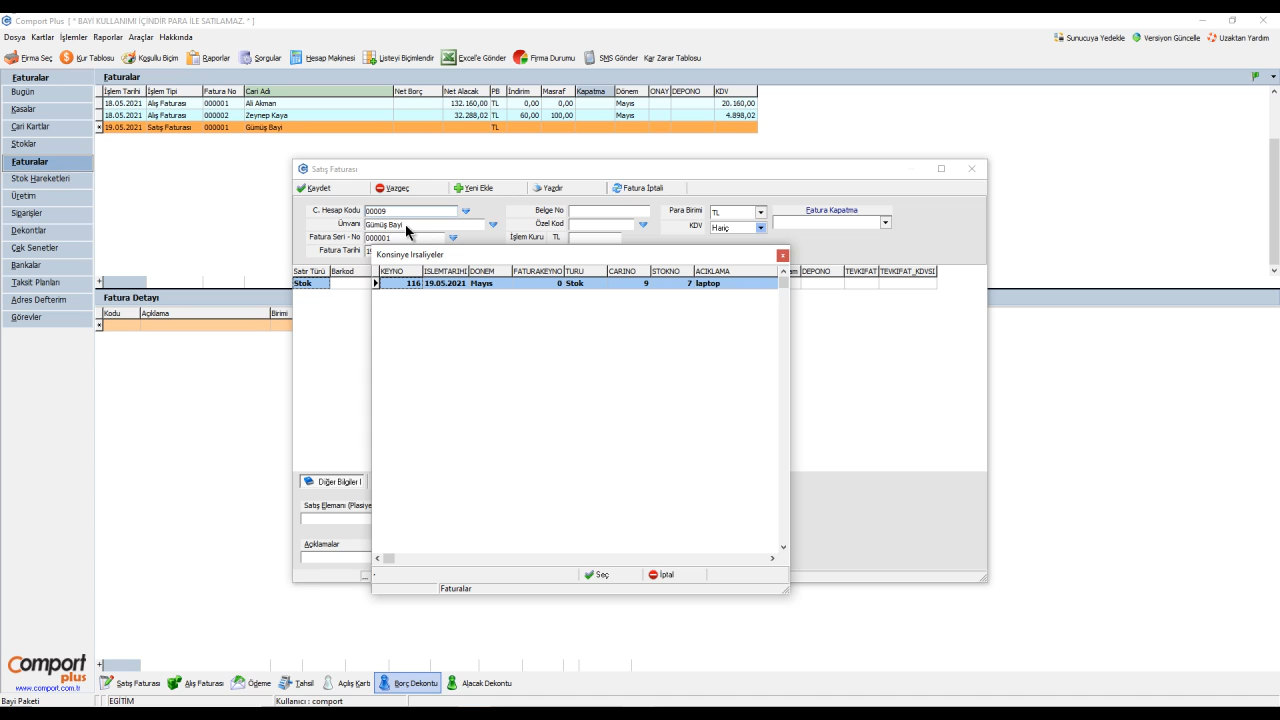 Comport Plus [ * BAYİ KULLANIMI İÇİNDİR PARA İLE SATILAMAZ. * ]
Dosya Kartlar İşlemler Raporlar Araçlar Hakkında
Sunucuya Yedekle Versiyon Güncelle Uzaktan Yardım
Firma Seç Kur Tablosu Koşullu Biçim Raporlar Sorgular Hesap Makinesi Listeyi Biçimlendir Excel'e Gönder Firma Durumu SMS Gönder Kar Zarar Tablosu
Faturalar
Bugün
Kasalar
Cari Kartlar
Stoklar
Faturalar
Stok Hareketleri
Üretim
Siparişler
Dekontlar
Çek Senetler
Bankalar
Taksit Planları
Adres Defterim
Görevler
Faturalar
İşlem Tarihi İşlem Tipi Fatura No Cari Adı Net Borç Net Alacak PB İndirim Masraf Kapatma Dönem ONAY DEPONO KDV
18.05.2021 Alış Faturası 000001 Ali Akman 132.160,00 TL 0,00 0,00 Mayıs 20.160,00
18.05.2021 Alış Faturası 000002 Zeynep Kaya 32.288,02 TL 60,00 100,00 Mayıs 4.898,02
19.05.2021 Satış Faturası 000001 Gümüş Bayi TL
Fatura Detayı
Kodu Açıklama Birimi
Satış Faturası
Kaydet Vazgeç Yeni Ekle Yazdır Fatura İptali
C. Hesap Kodu 00009 Belge No Para Birimi TL Fatura Kapatma
Ünvanı Gümüş Bayi Özel Kod KDV Hariç
Fatura Seri - No 000001 İşlem Kuru TL
Fatura Tarihi
Satır Türü Barkod DEPONO TEVKIFAT TEVKIFAT_KDVSI
Stok
Konsinye Irsaliyeler
KEYNO ISLEMTARIHI DONEM FATURAKEYNO TURU CARINO STOKNO ACIKLAMA
116 19.05.2021 Mayıs 0 Stok 9 7 laptop
Seç İptal
Faturalar
Diğer Bilgiler I
Satış Elemanı (Plasiye
Açıklamalar
Comport plus
www.comport.com.tr
Satış Faturası Alış Faturası Ödeme Tahsil Açılış Kartı Borç Dekontu Alacak Dekontu
Bayi Paketi EĞİTİM Kullanıcı : comport